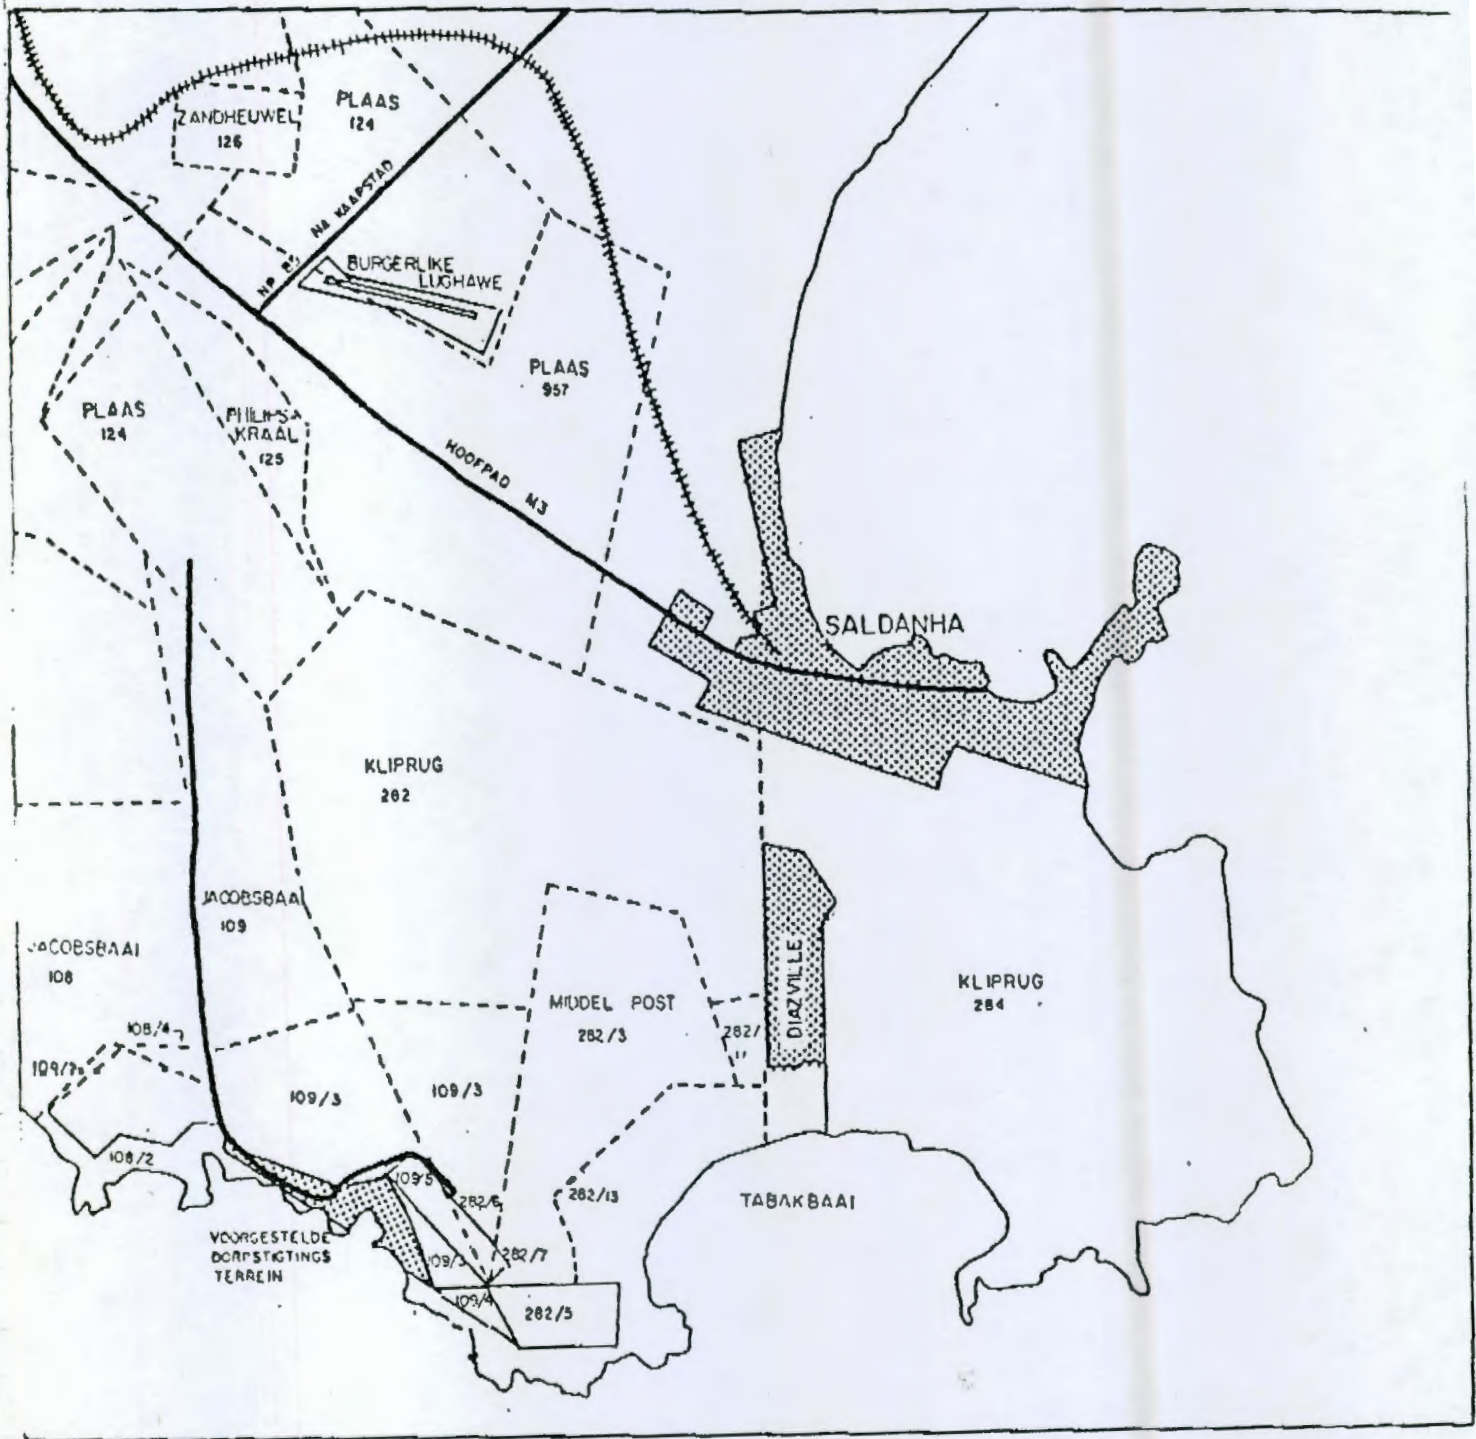 ZANDHEUWEL
126
PLAAS
124
NA KAAPSTAD
BURGERLIKE
LUGHAWE
PLAAS
957
PLAAS
124
PHILIPS-
KRAAL
125
HOOFPAD M3
SALDANHA
KLIPRUG
282
JACOBSBAAI
109
JACOBSBAAI
108
108/4
109/3
109/3
MIDDEL POST
282/3
282/
DIAZVILLE
KLIPRUG
284
108/2
109/5
282/6
282/13
TABAKBAAI
VOORGESTELDE
DORPSTIGTINGS
TERREIN
282/7
109/4
282/5